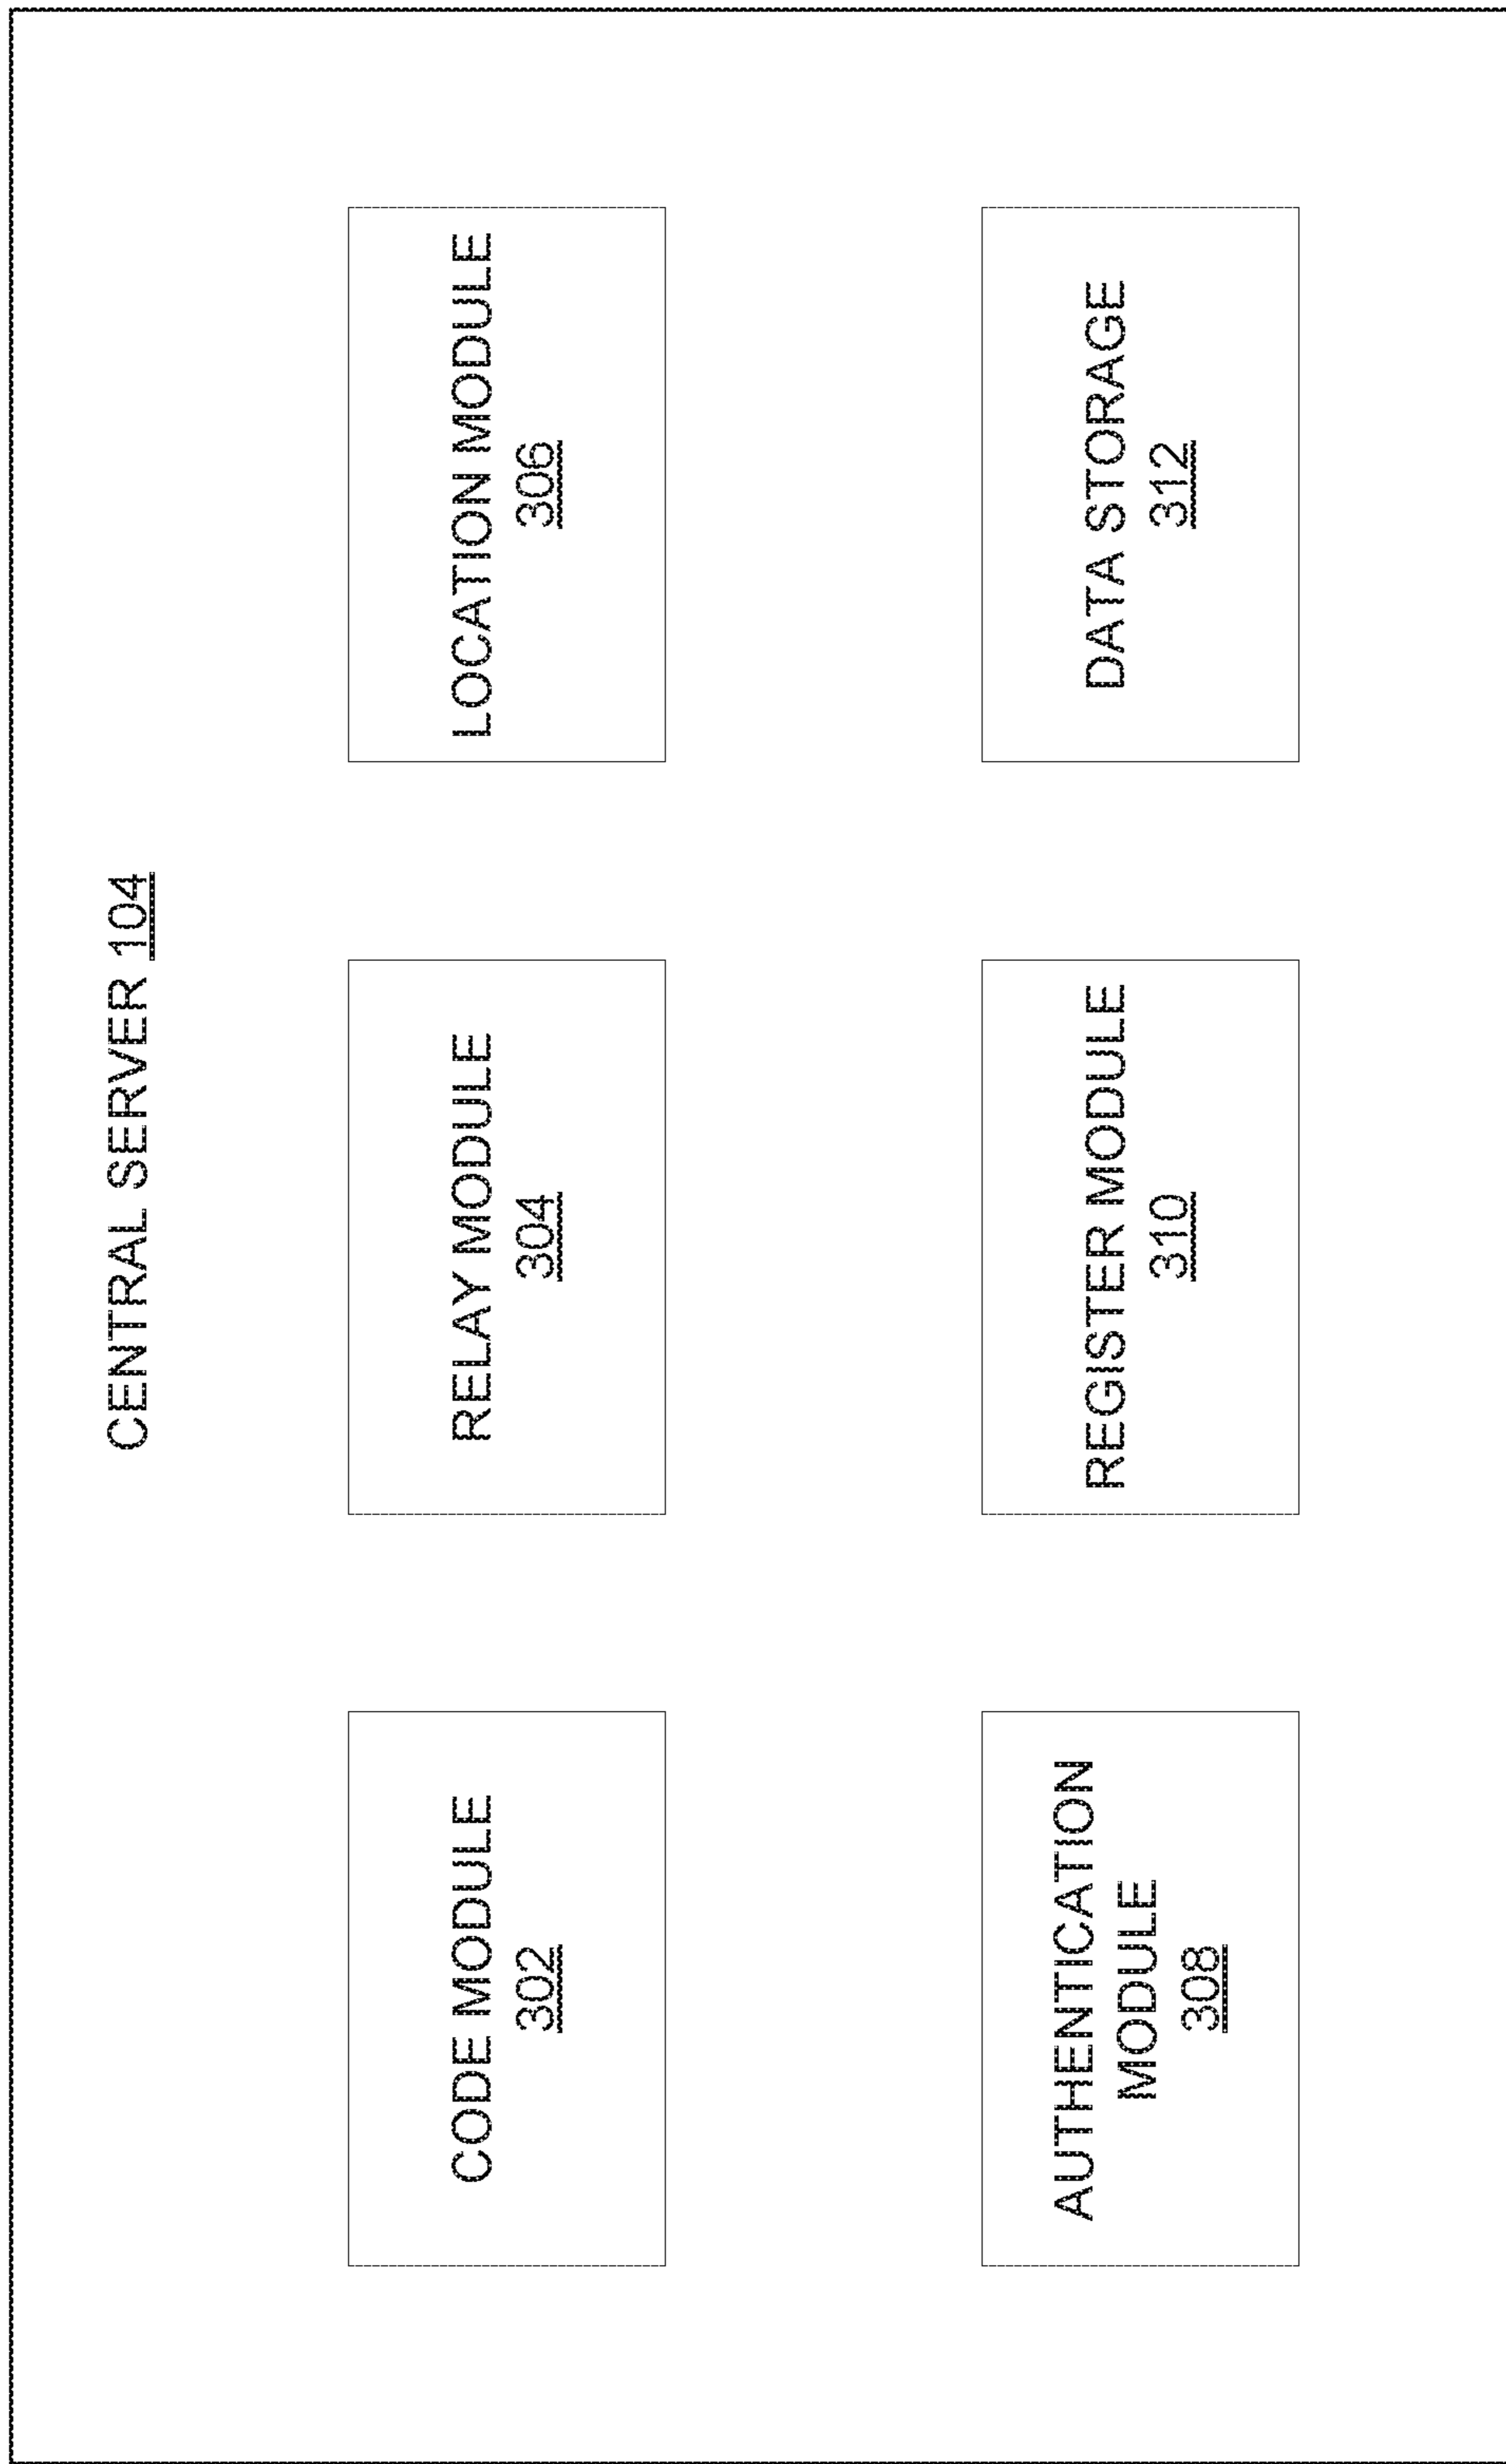 CENTRAL SERVER 104
CODE MODULE
302
RELAY MODULE
304
LOCATION MODULE
306
AUTHENTICATION
MODULE
308
REGISTER MODULE
310
DATA STORAGE
312